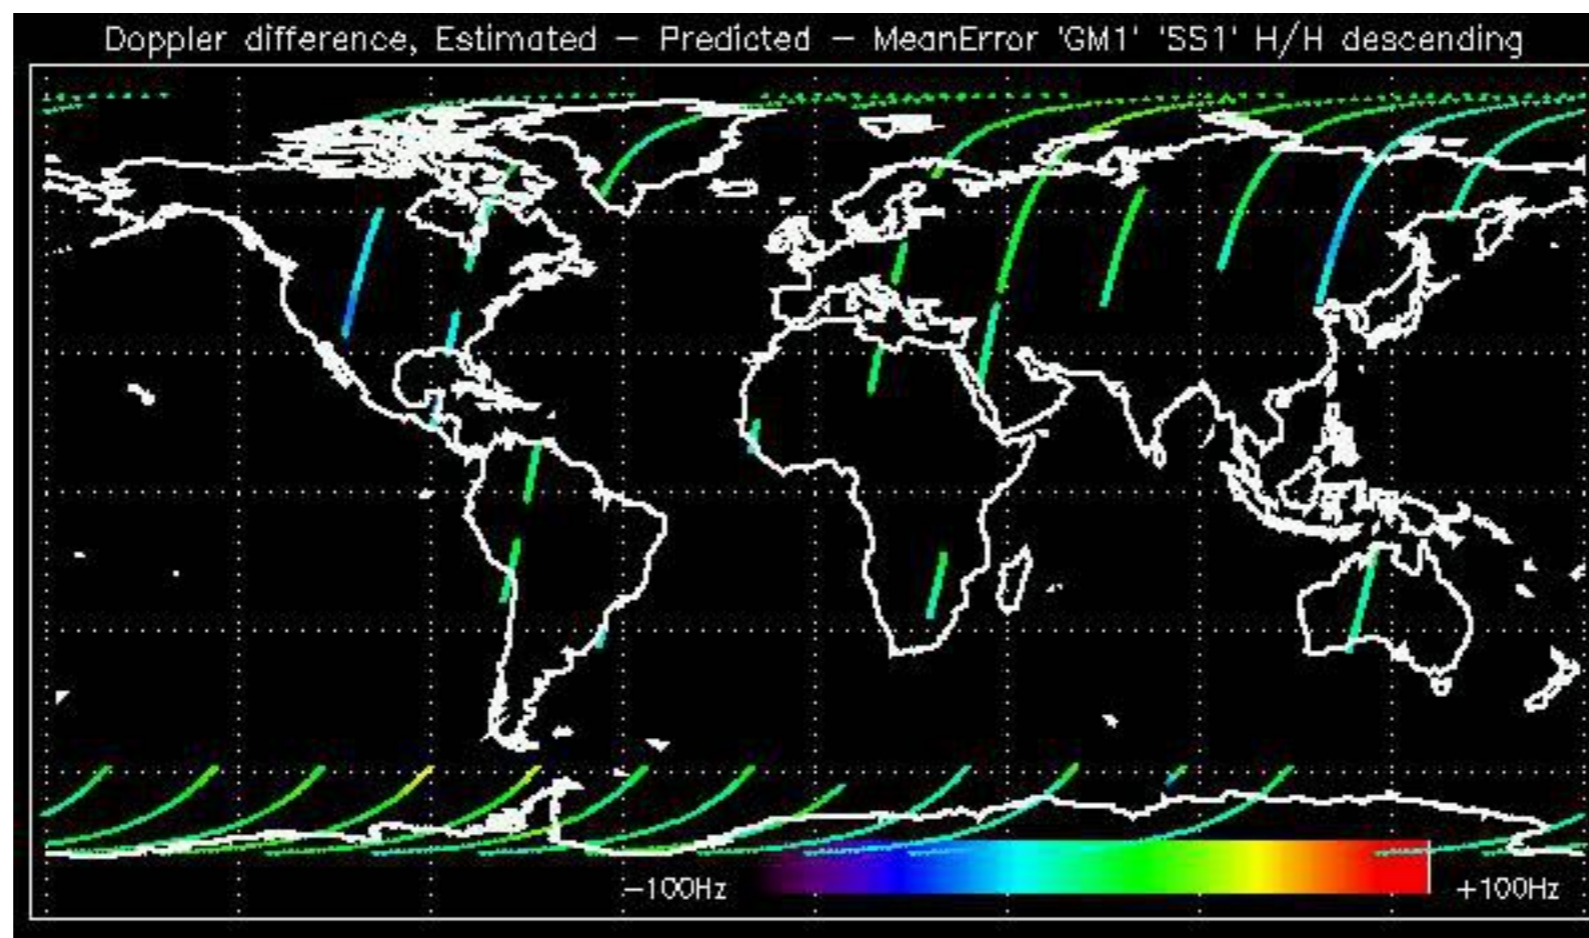 Doppler difference, Estimated – Predicted – MeanError 'GM1' 'SS1' H/H descending
-100Hz +100Hz